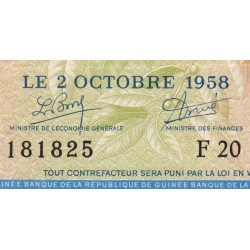 LE 2 OCTOBRE 1958
MINISTRE DE L'ECONOMIE GÉNÉRALE MINISTRE DES FINANCES
181825 F 20
TOUT CONTREFACTEUR SERA PUNI PAR LA LOI EN V
INÉE BANQUE DE LA RÉPUBLIQUE DE GUINÉE BANQUE DE LA